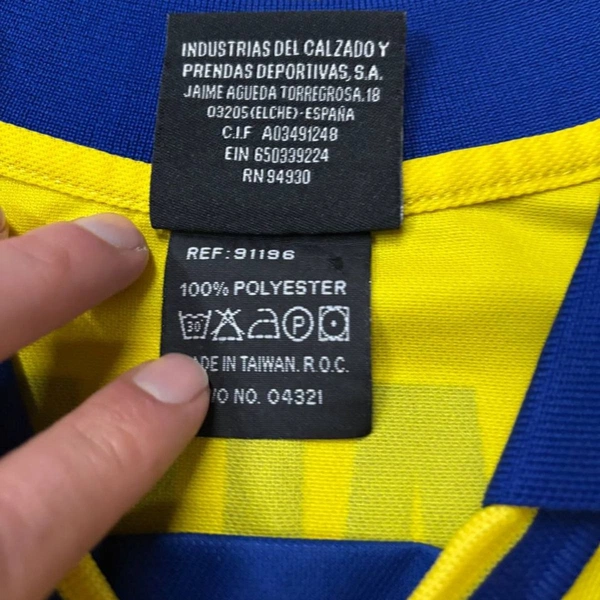 INDUSTRIAS DEL CALZADO Y
PRENDAS DEPORTIVAS, S.A.
JAIME AGUEDA TORREGROSA, 18
03205 (ELCHE) - ESPAÑA
C.I.F A03491248
EIN 650339224
RN 94930
REF: 91196
100% POLYESTER
30 P
IN TAIWAN. R.O.C.
NO. 04321